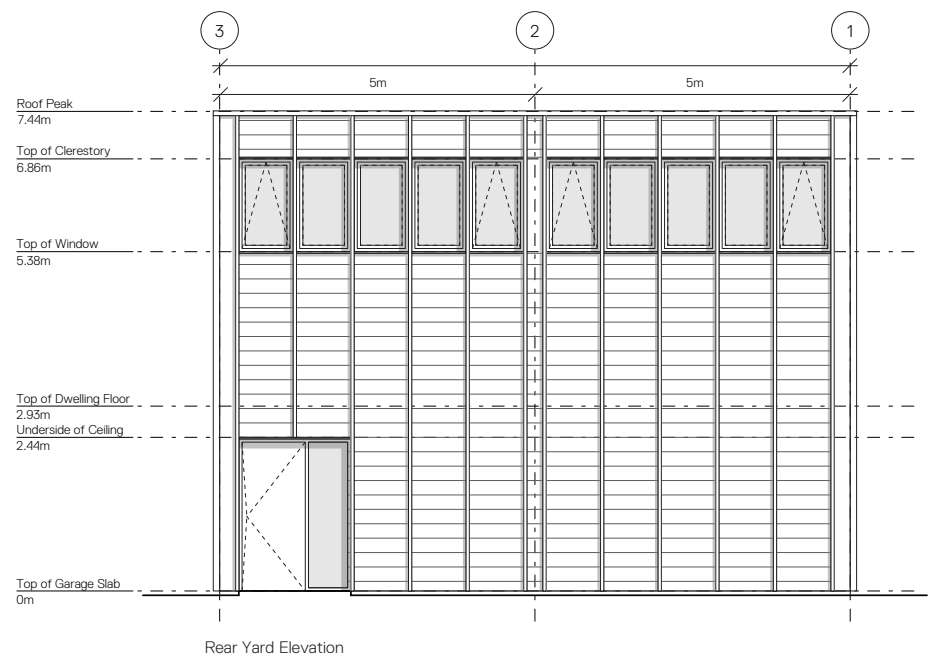 3
2
1
5m
5m
Roof Peak
7.44m
Top of Clerestory
6.86m
Top of Window
5.38m
Top of Dwelling Floor
2.93m
Underside of Ceiling
2.44m
Top of Garage Slab
0m
Rear Yard Elevation